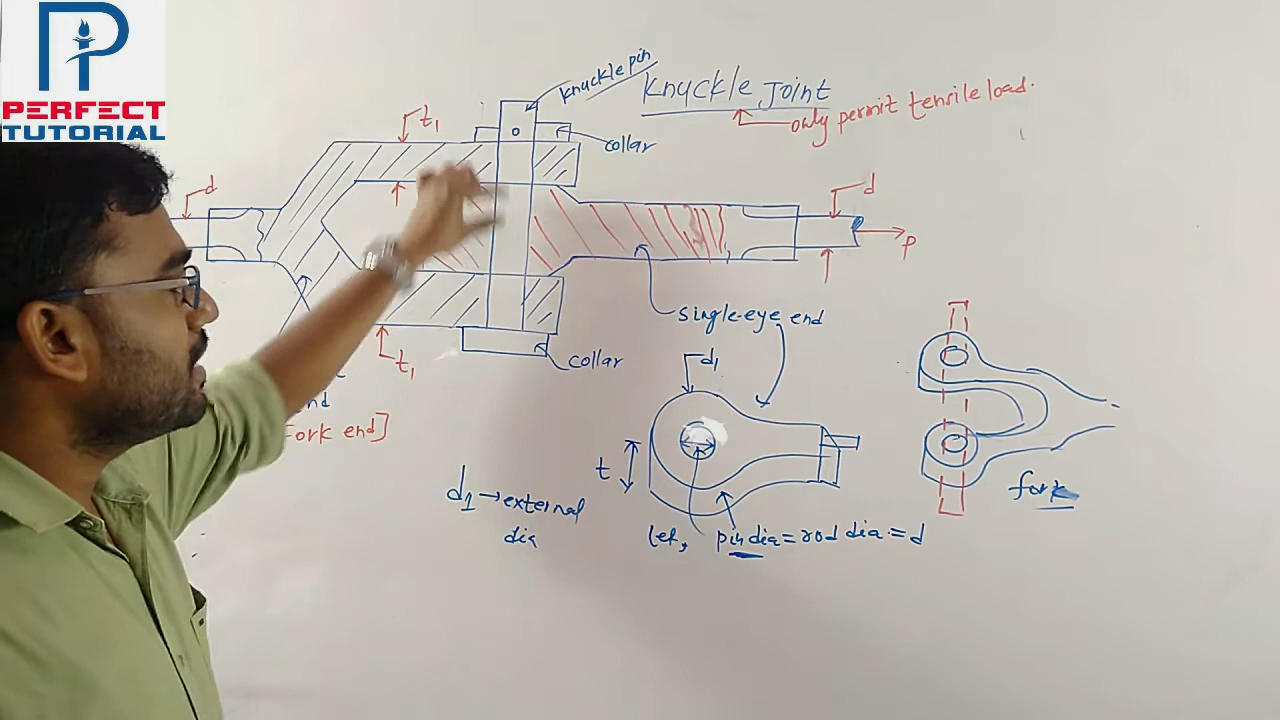 PERFECT
TUTORIAL
Knuckle Joint
only permit tensile load.
knuckle pin
collar
t1
d
d
P
t1
collar
single-eye end
nd
Fork end]
d1
t
d1 → external
dia
let, pin dia = rod dia = d
fork